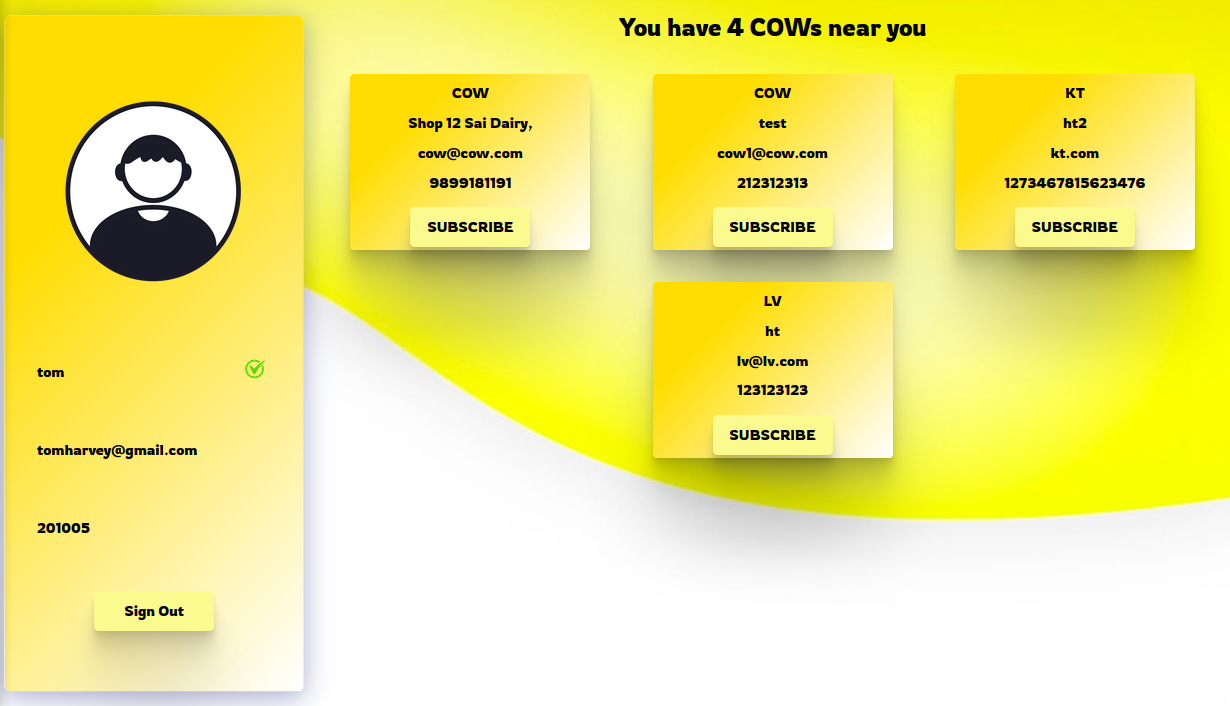 You have 4 COWs near you
COW
Shop 12 Sai Dairy,
cow@cow.com
9899181191
SUBSCRIBE
COW
test
cow1@cow.com
212312313
SUBSCRIBE
KT
ht2
kt.com
1273467815623476
SUBSCRIBE
LV
ht
lv@lv.com
123123123
SUBSCRIBE
tom
tomharvey@gmail.com
201005
Sign Out